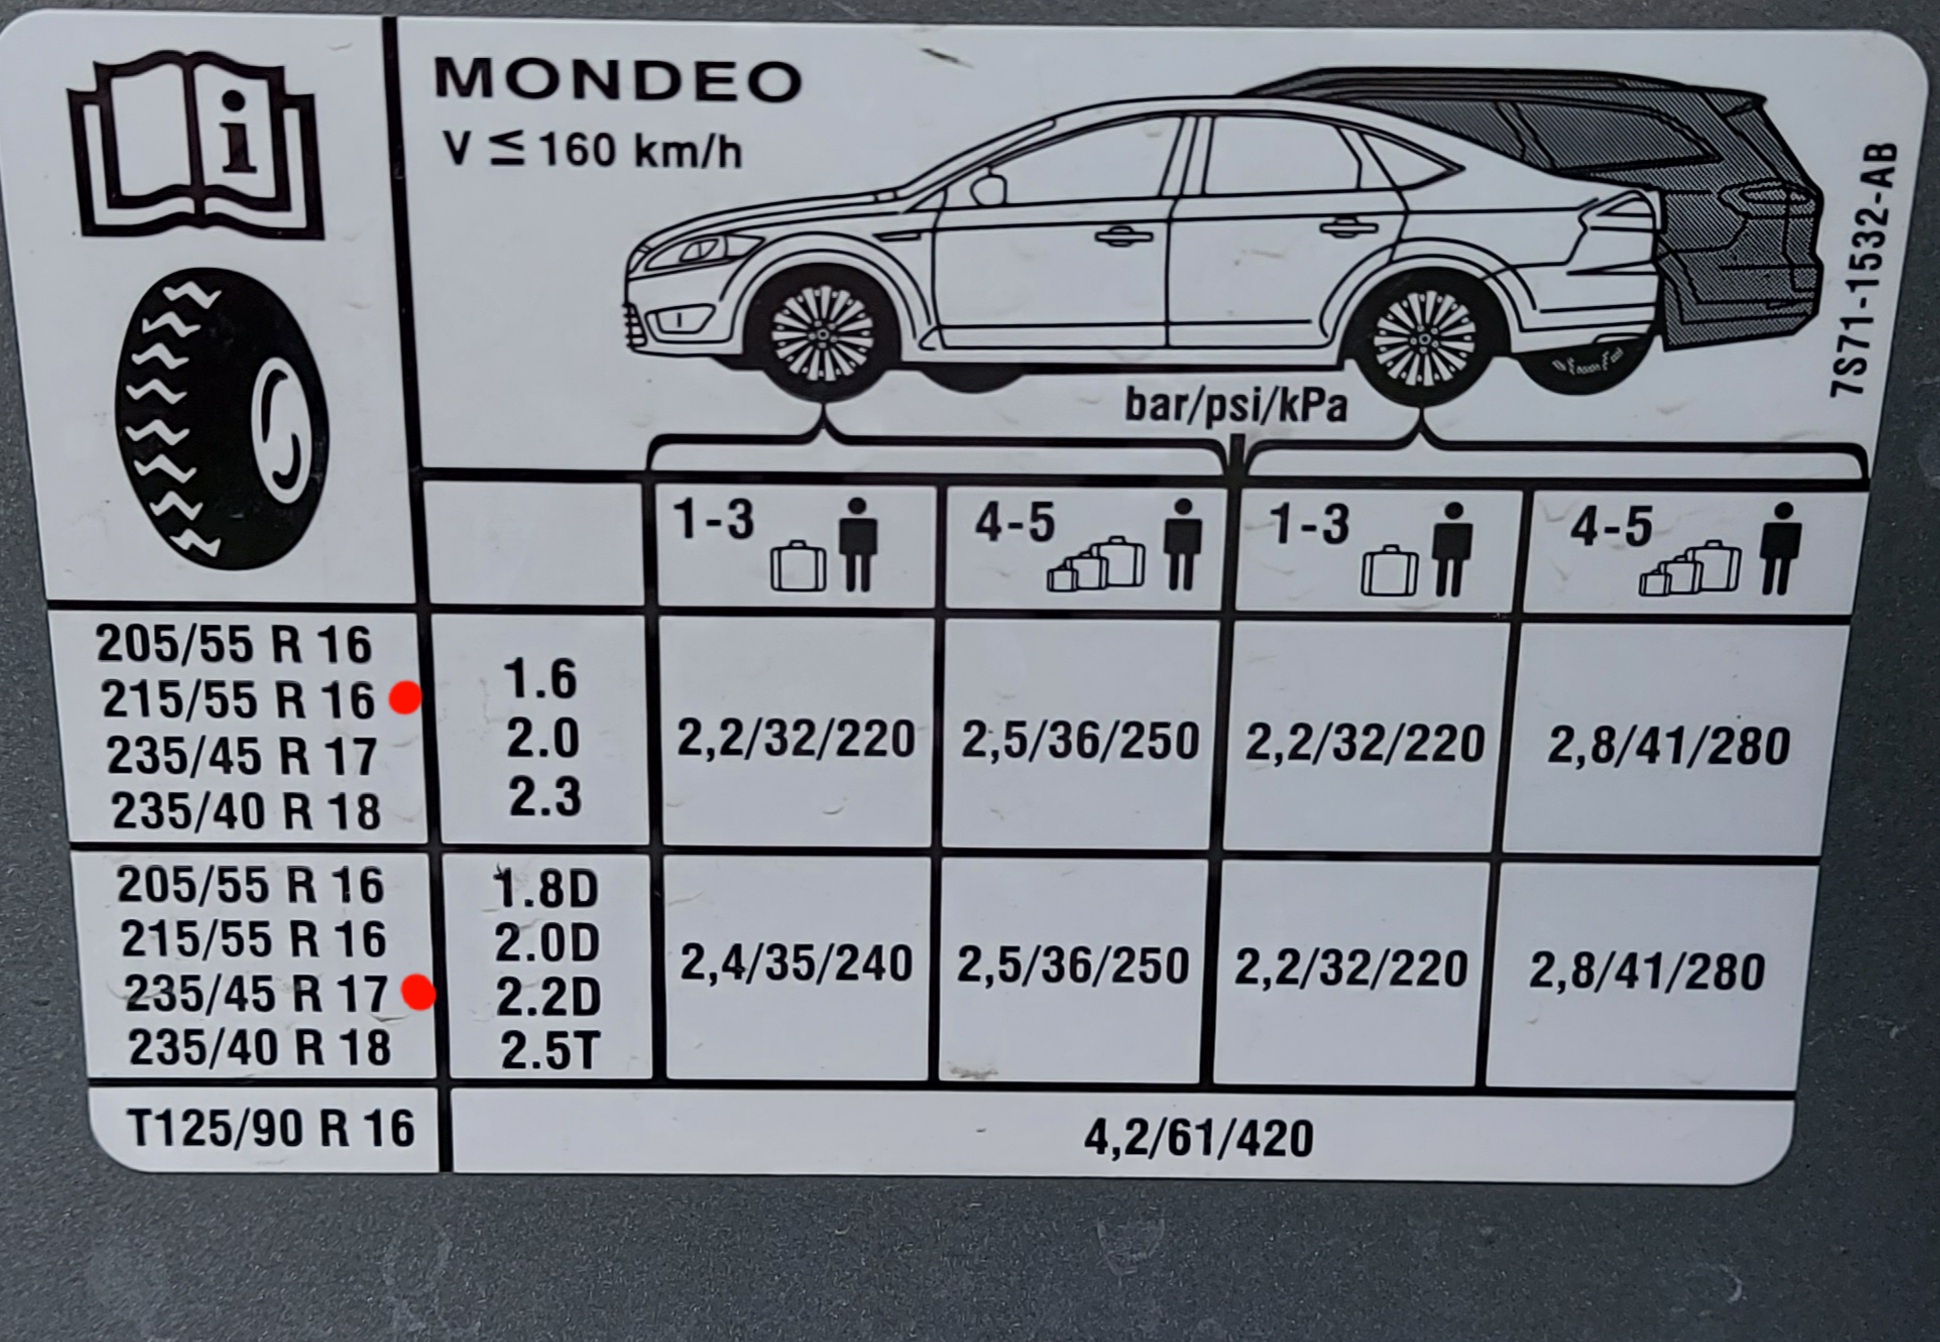 i
MONDEO
V ≤ 160 km/h
7S71-1532-AB
bar/psi/kPa
1-3
4-5
1-3
4-5
205/55 R 16
215/55 R 16
235/45 R 17
235/40 R 18
1.6
2.0
2.3
2,2/32/220
2,5/36/250
2,2/32/220
2,8/41/280
205/55 R 16
215/55 R 16
235/45 R 17
235/40 R 18
1.8D
2.0D
2.2D
2.5T
2,4/35/240
2,5/36/250
2,2/32/220
2,8/41/280
T125/90 R 16
4,2/61/420